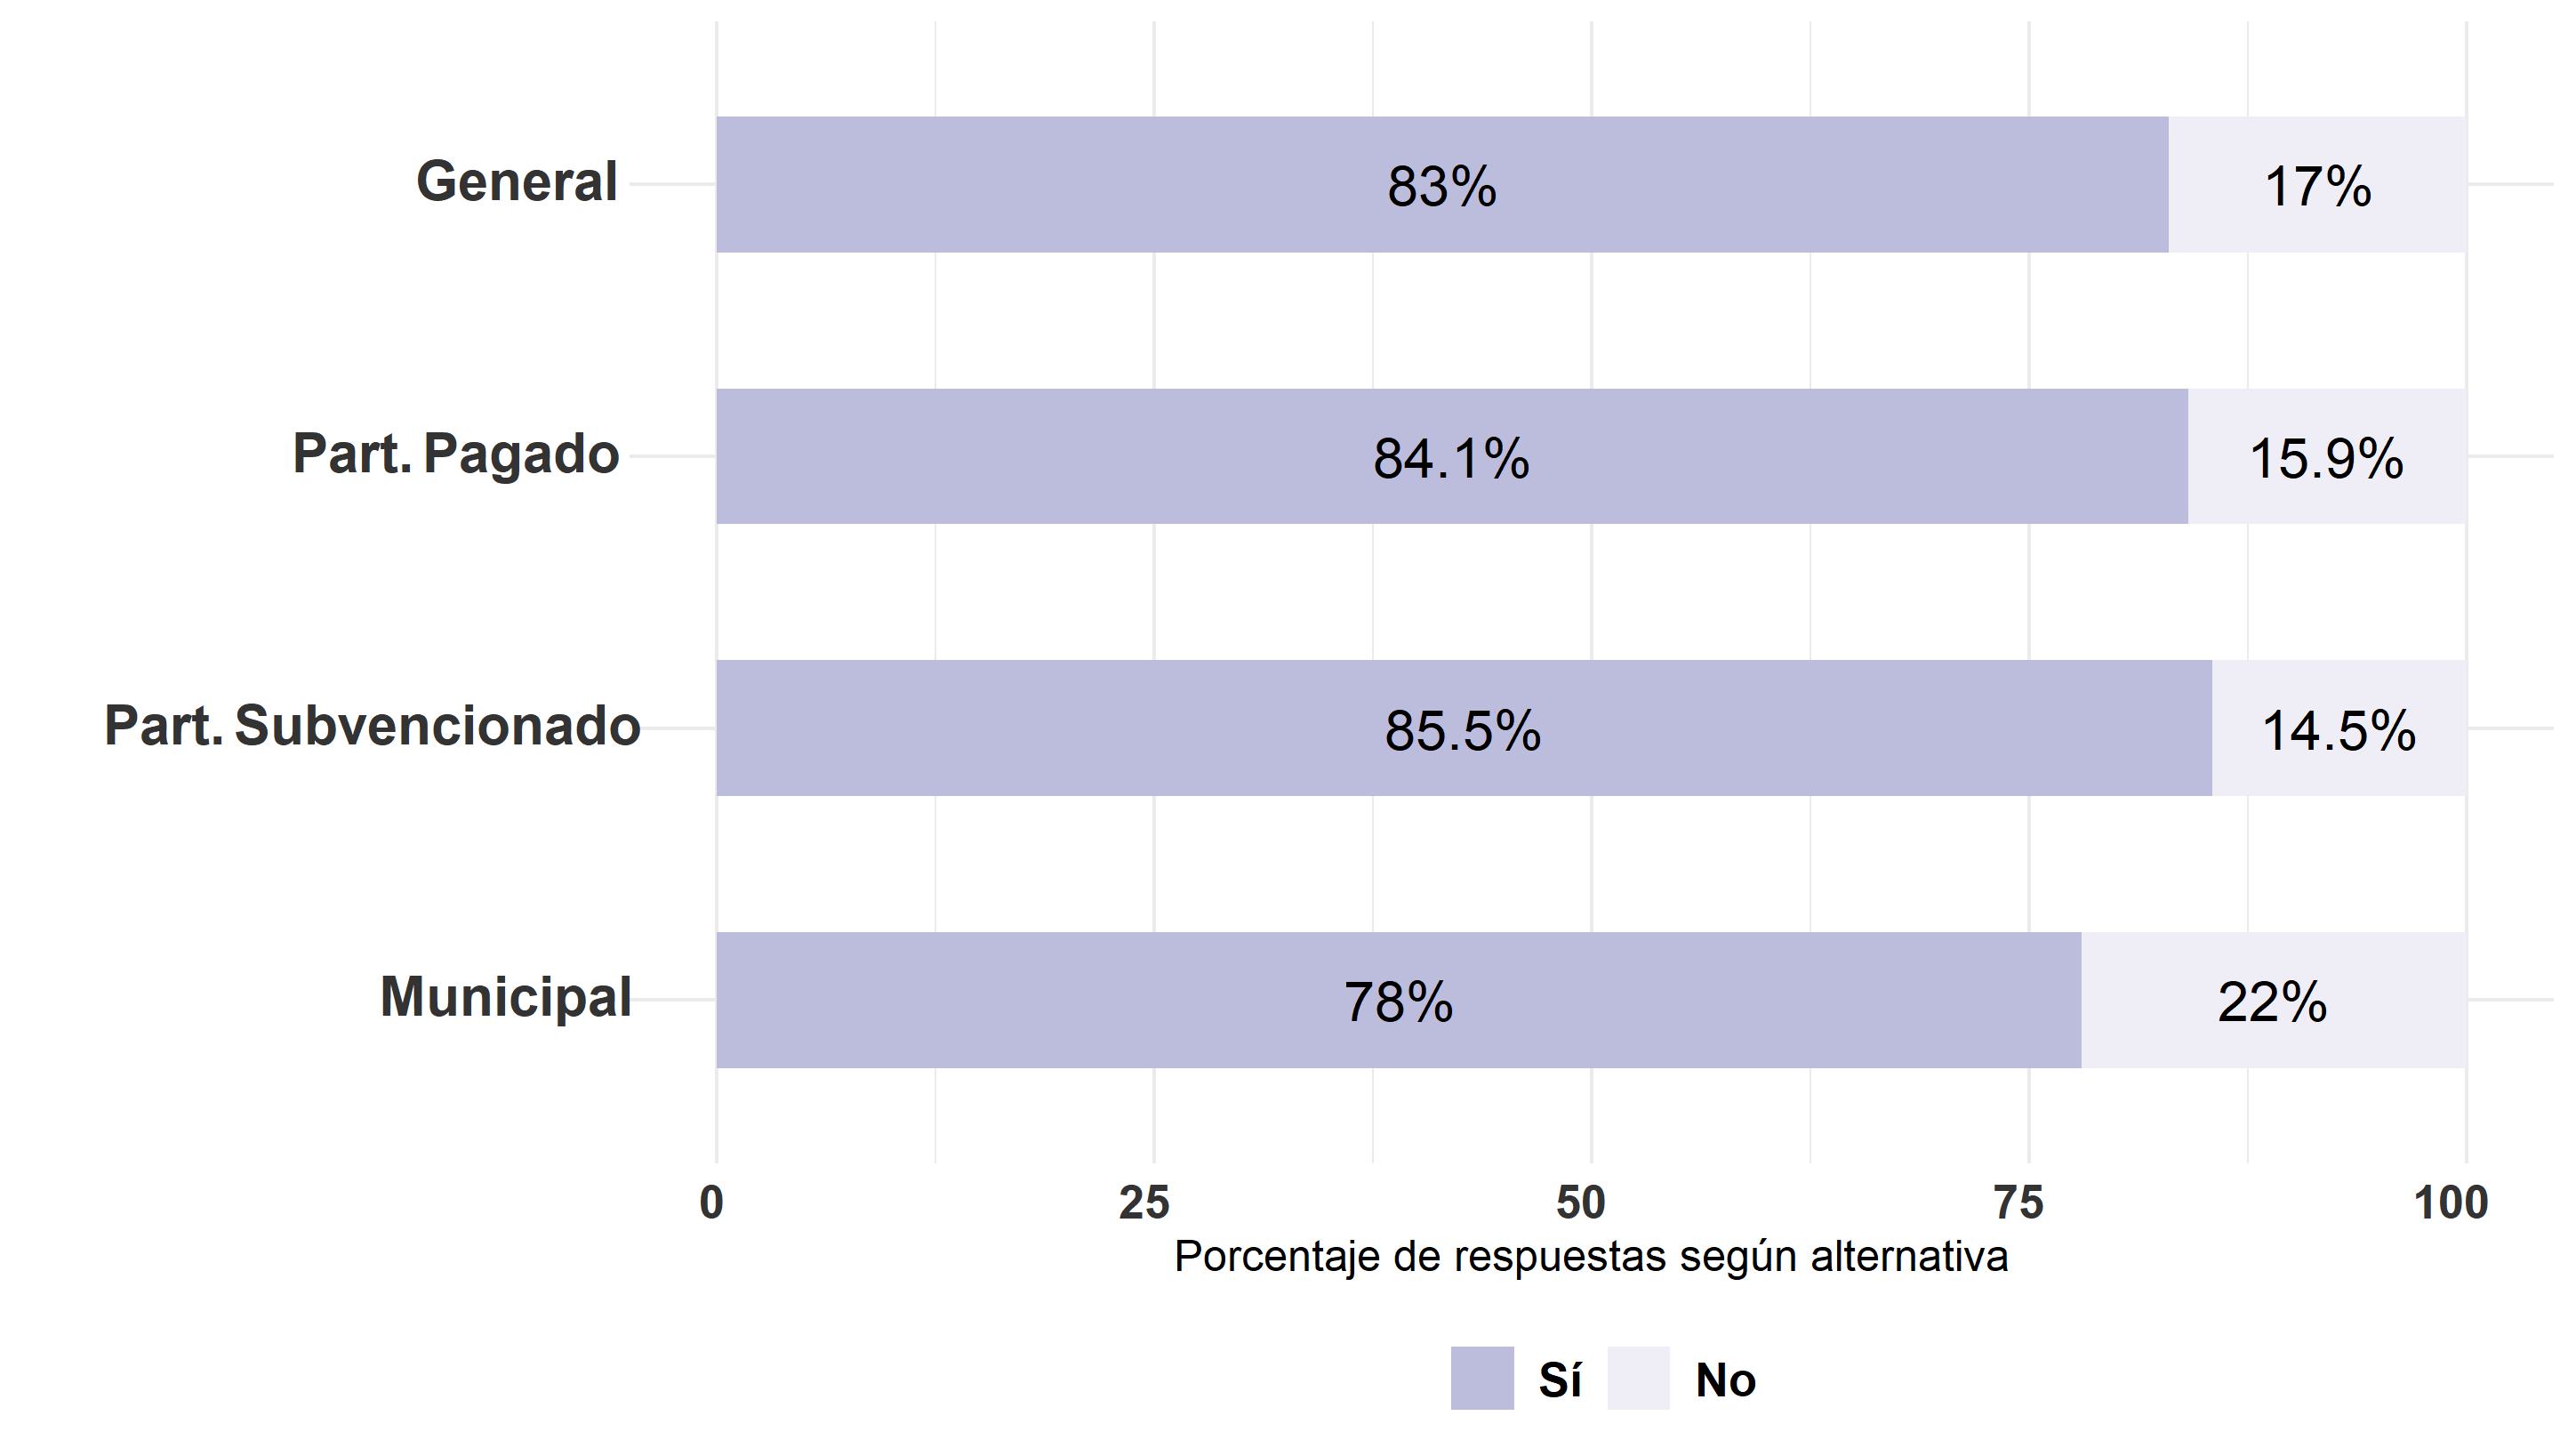 General 83% 17%
Part. Pagado 84.1% 15.9%
Part. Subvencionado 85.5% 14.5%
Municipal 78% 22%
0 25 50 75 100
Porcentaje de respuestas según alternativa
Sí No